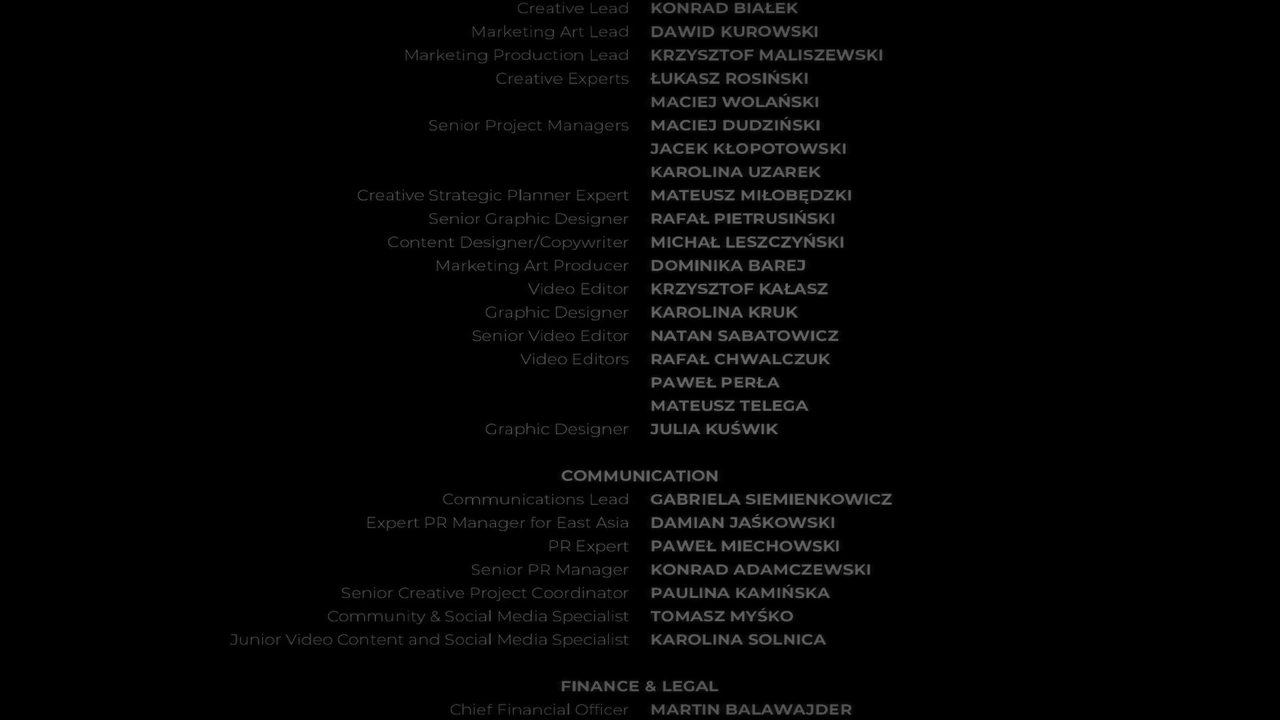 Creative Lead KONRAD BIAŁEK
Marketing Art Lead DAWID KUROWSKI
Marketing Production Lead KRZYSZTOF MALISZEWSKI
Creative Experts ŁUKASZ ROSIŃSKI
MACIEJ WOLAŃSKI
Senior Project Managers MACIEJ DUDZIŃSKI
JACEK KŁOPOTOWSKI
KAROLINA UZAREK
Creative Strategic Planner Expert MATEUSZ MIŁOBĘDZKI
Senior Graphic Designer RAFAŁ PIETRUSIŃSKI
Content Designer/Copywriter MICHAŁ LESZCZYŃSKI
Marketing Art Producer DOMINIKA BAREJ
Video Editor KRZYSZTOF KAŁASZ
Graphic Designer KAROLINA KRUK
Senior Video Editor NATAN SABATOWICZ
Video Editors RAFAŁ CHWALCZUK
PAWEŁ PERŁA
MATEUSZ TELEGA
Graphic Designer JULIA KUŚWIK
COMMUNICATION
Communications Lead GABRIELA SIEMIENKOWICZ
Expert PR Manager for East Asia DAMIAN JAŚKOWSKI
PR Expert PAWEŁ MIECHOWSKI
Senior PR Manager KONRAD ADAMCZEWSKI
Senior Creative Project Coordinator PAULINA KAMIŃSKA
Community & Social Media Specialist TOMASZ MYŚKO
Junior Video Content and Social Media Specialist KAROLINA SOLNICA
FINANCE & LEGAL
Chief Financial Officer MARTIN BALAWAJDER